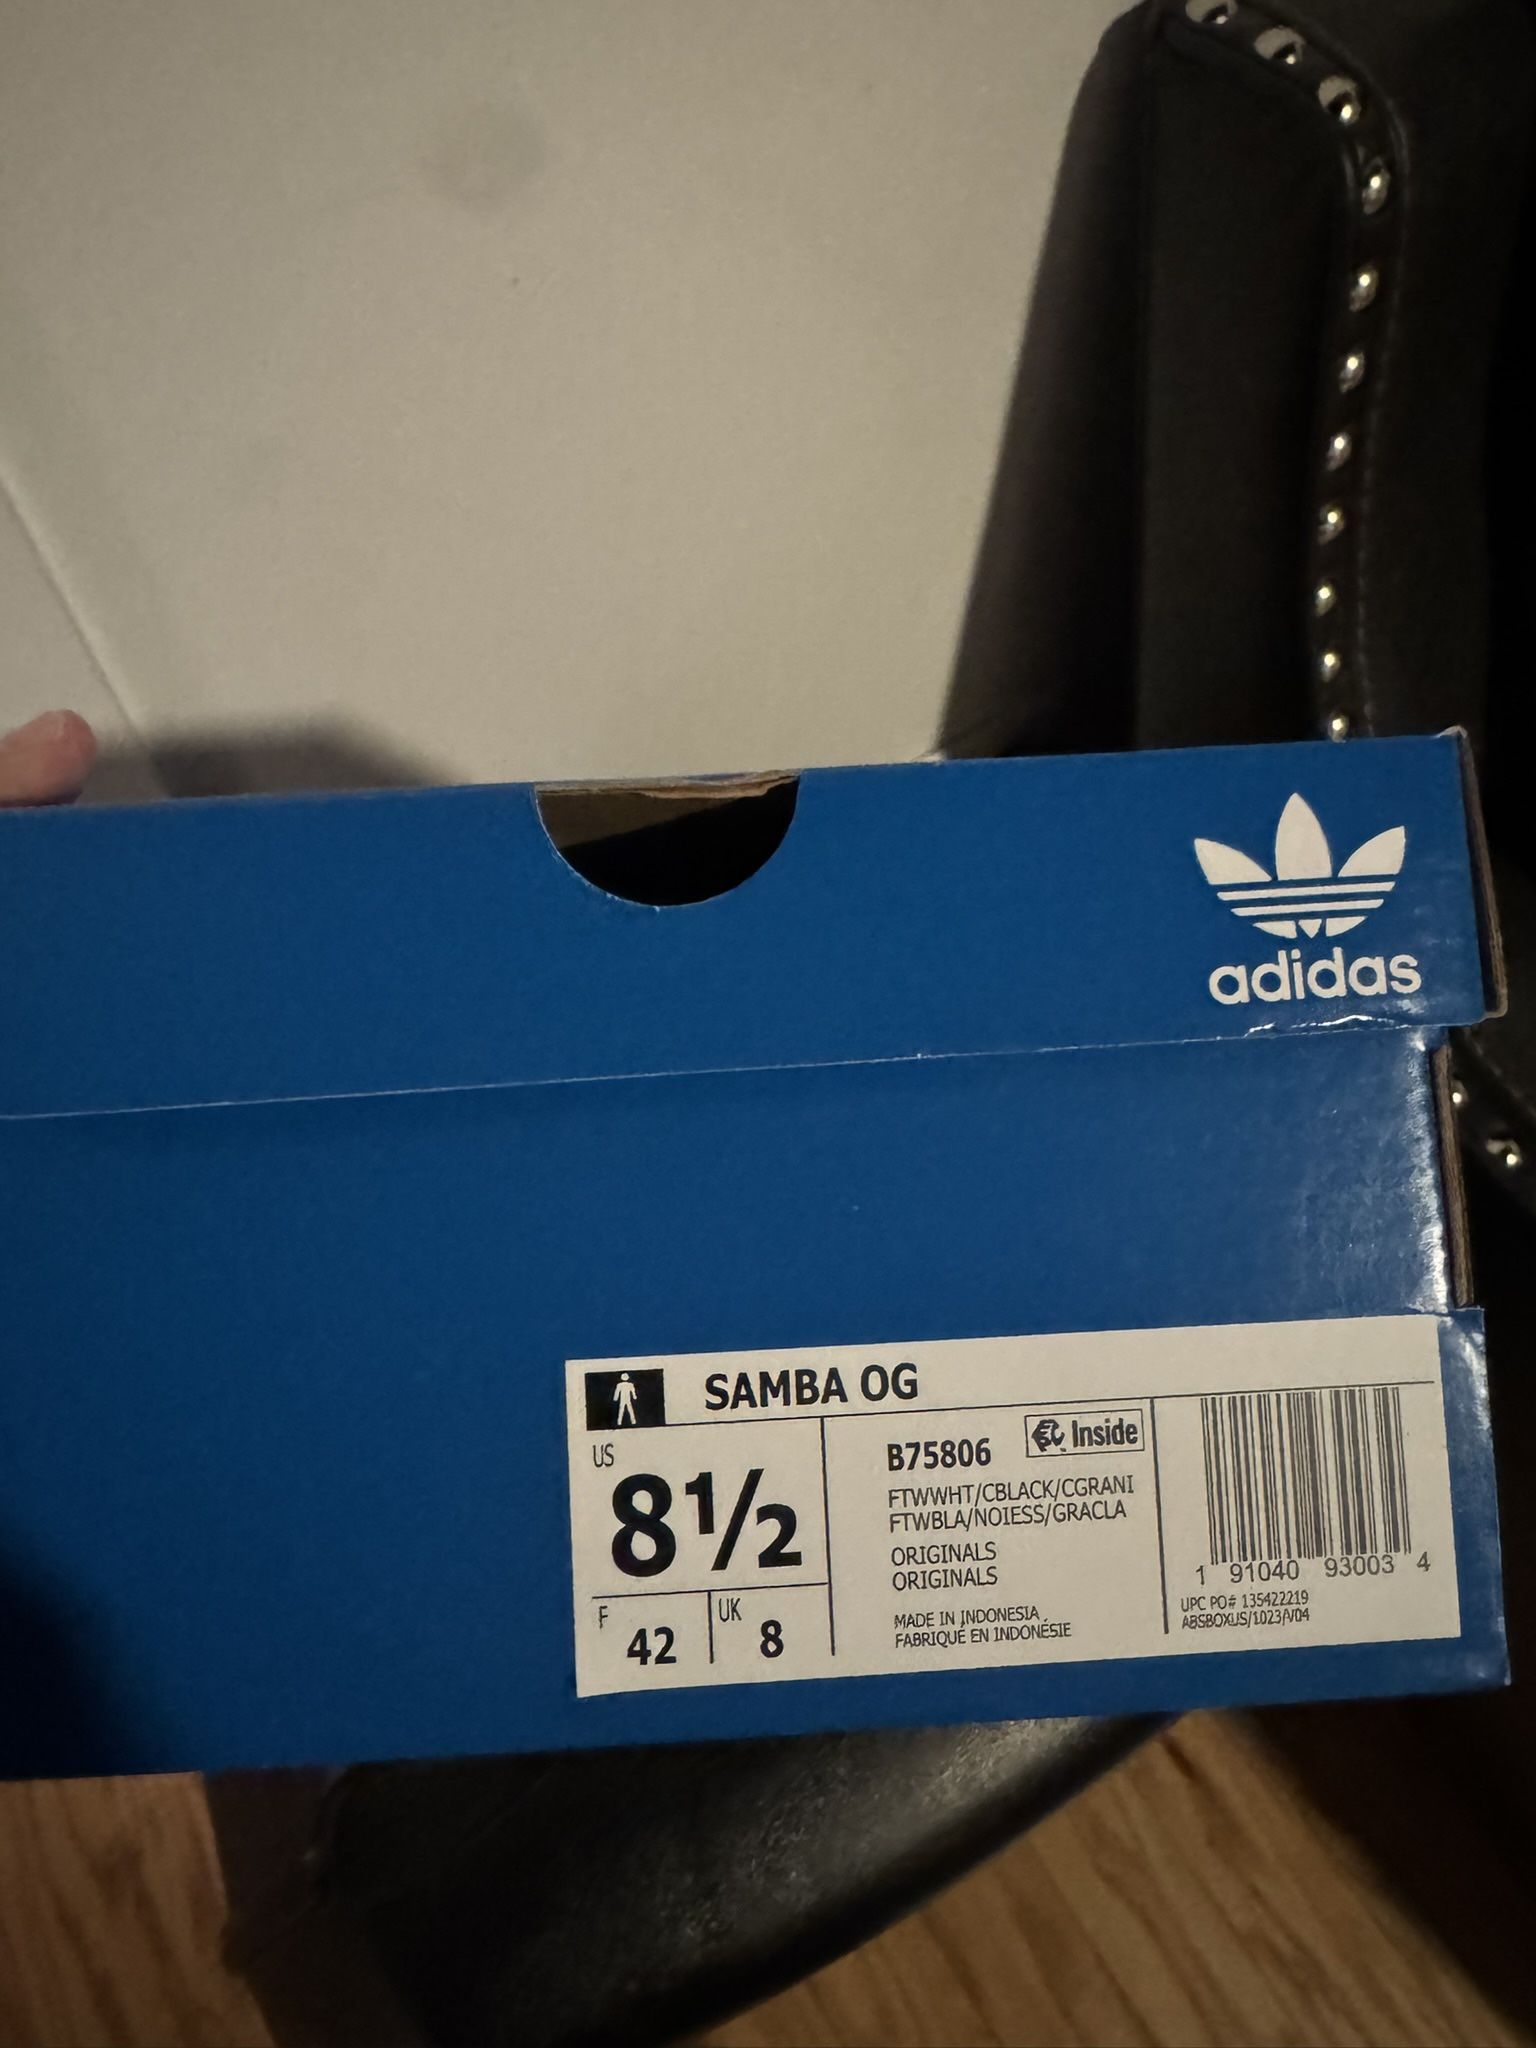 adidas
SAMBA OG
US
8½
F
42
UK
8
B75806
Inside
FTWWHT/CBLACK/CGRANI
FTWBLA/NOIESS/GRACLA
ORIGINALS
ORIGINALS
MADE IN INDONESIA
FABRIQUÉ EN INDONÉSIE
1 91040 93003 4
UPC PO# 135422219
ABSBOXUS/1023/V04